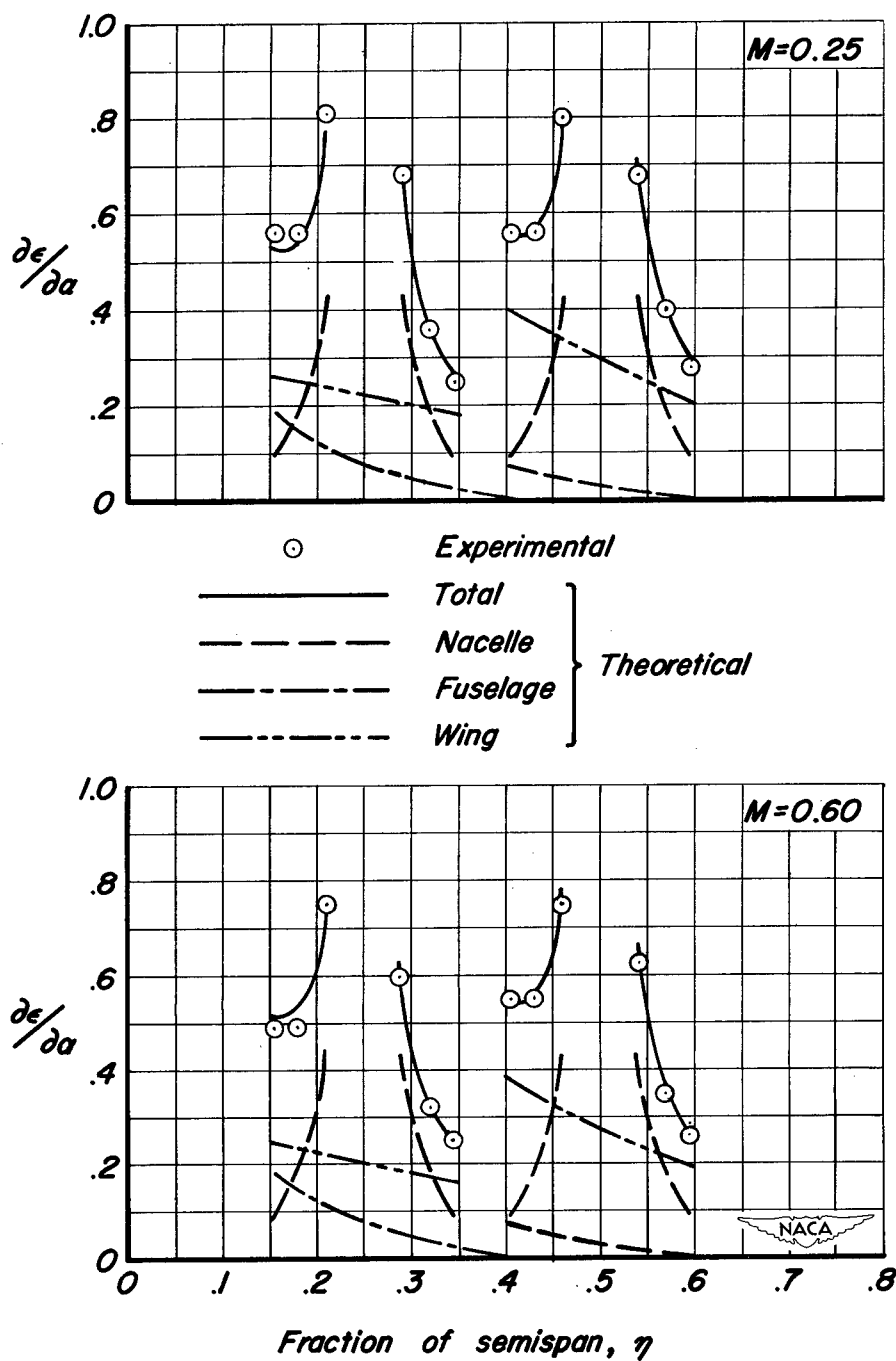 1.0
.8
.6
.4
.2
0
∂ϵ/∂α
M=0.25
Experimental
Total
Nacelle
Fuselage
Wing
Theoretical
1.0
.8
.6
.4
.2
0
∂ϵ/∂α
M=0.60
NACA
0 .1 .2 .3 .4 .5 .6 .7 .8
Fraction of semispan, η